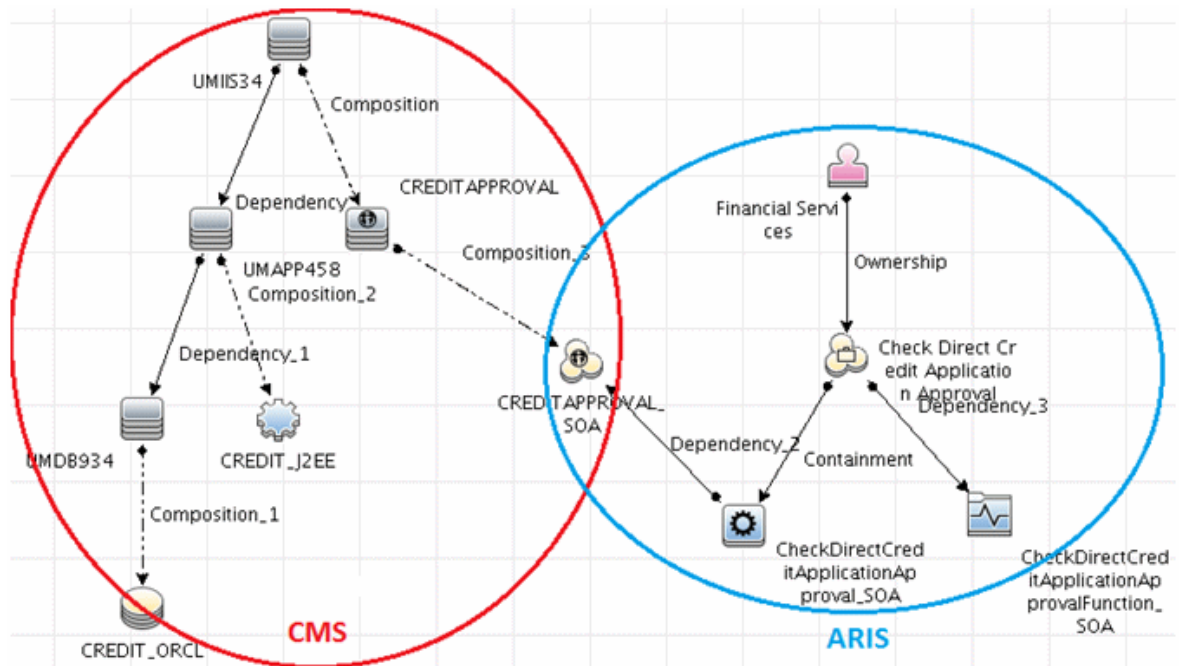 UMIIS34
Composition
CREDITAPPROVAL
Dependency
Composition_3
UMAPP458
Composition_2
Dependency_1
UMDB934
CREDIT_J2EE
Composition_1
CREDIT_ORCL
CMS
CREDITAPPROVAL_
SOA
Financial Servi
ces
Ownership
Check Direct Cr
edit Applicatio
n Approval
Dependency_3
Dependency_2
Containment
CheckDirectCred
itApplicationAp
proval_SOA
CheckDirectCred
itApplicationAp
provalFunction_
SOA
ARIS